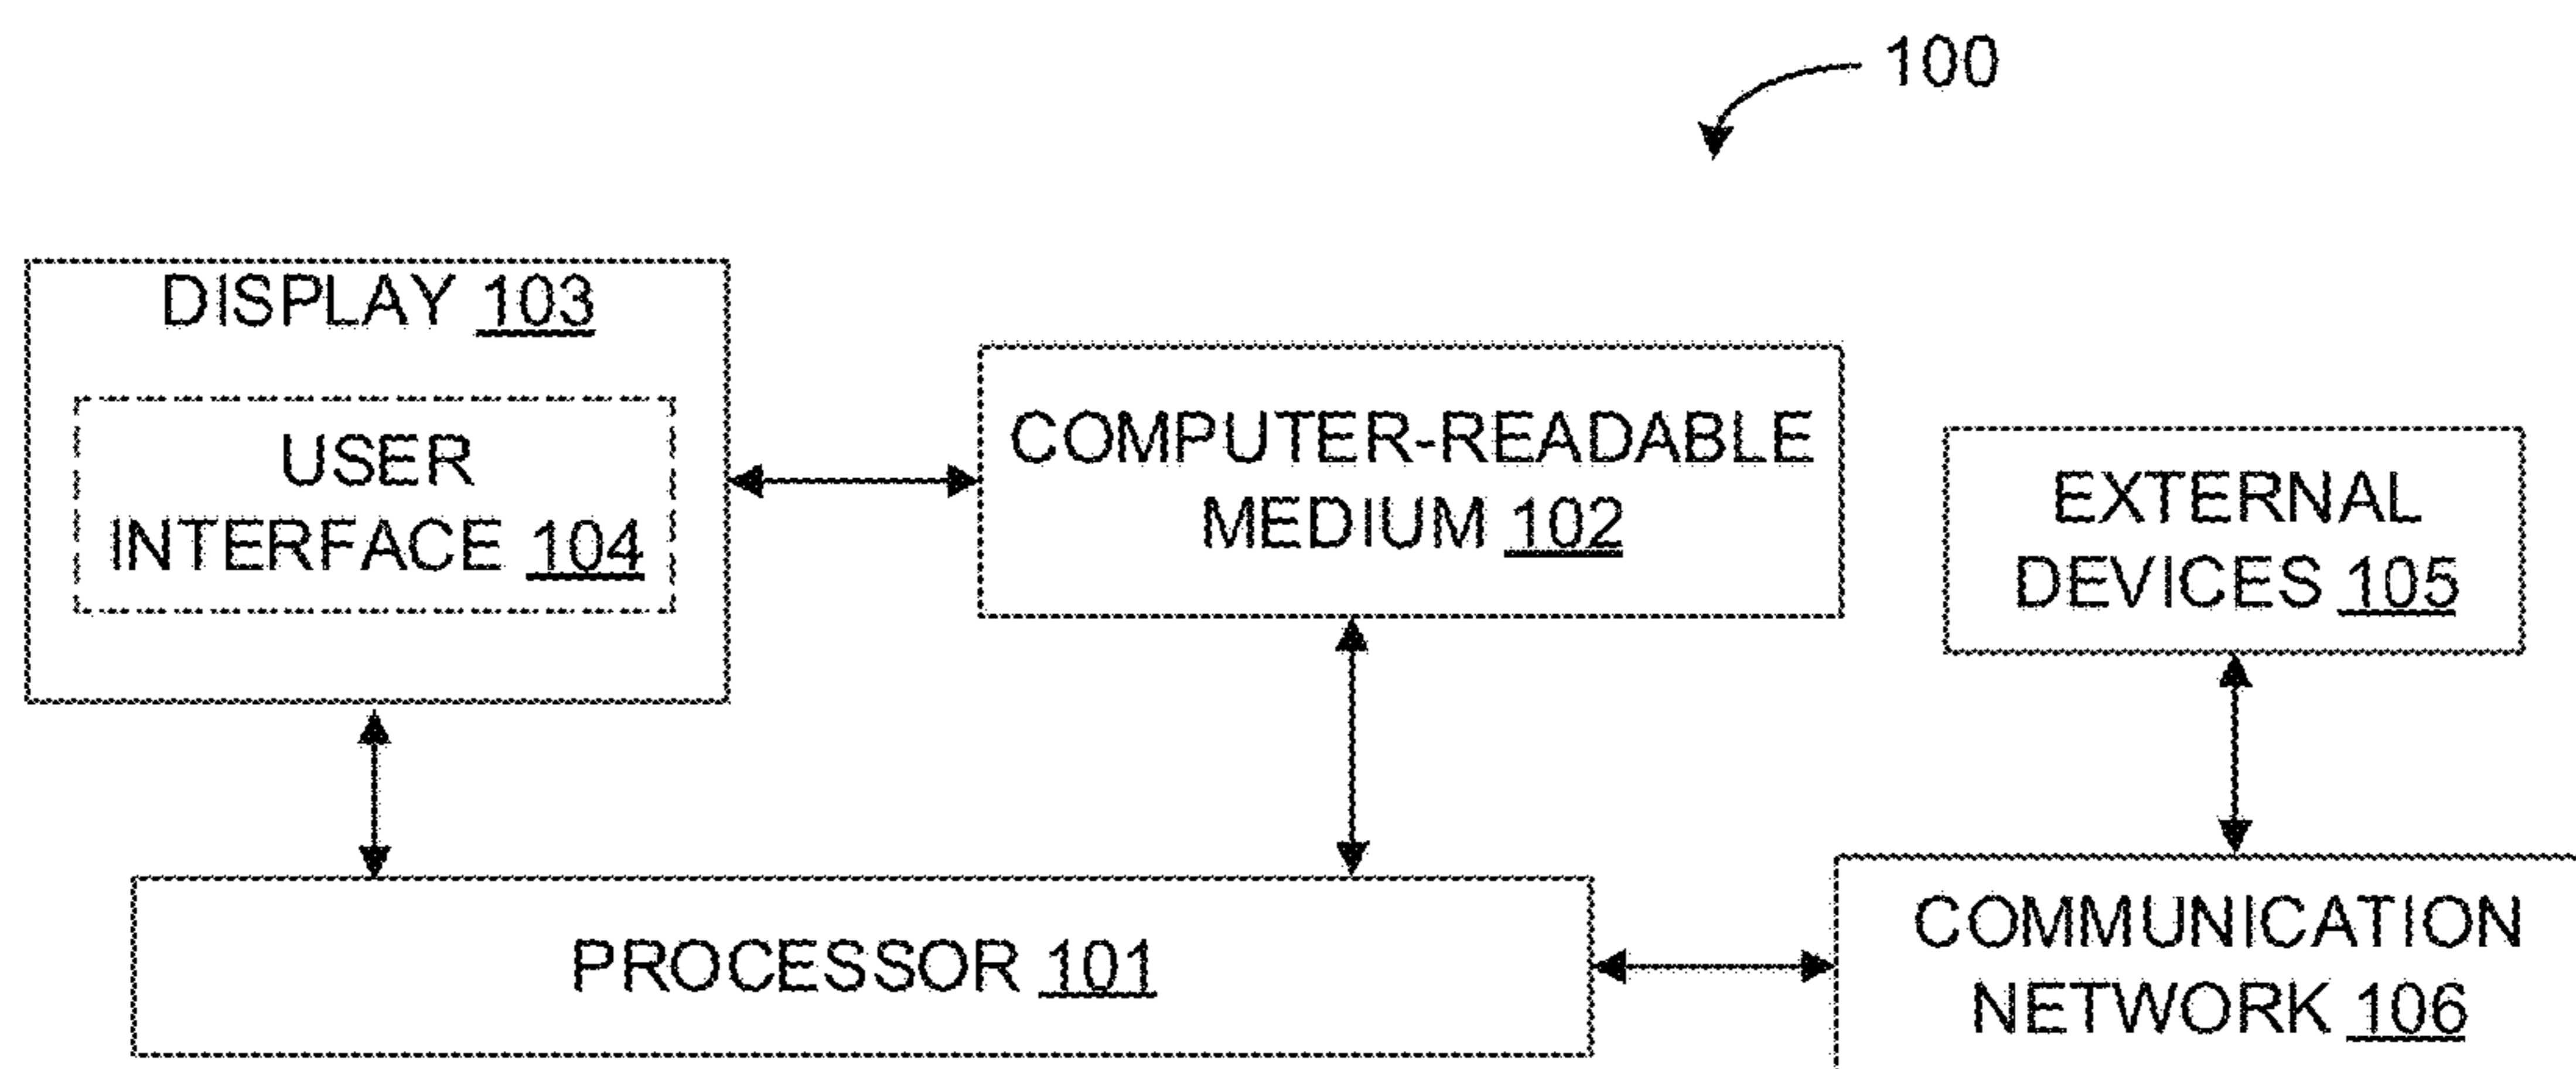 100
DISPLAY 103
USER
INTERFACE 104
COMPUTER-READABLE
MEDIUM 102
EXTERNAL
DEVICES 105
PROCESSOR 101
COMMUNICATION
NETWORK 106